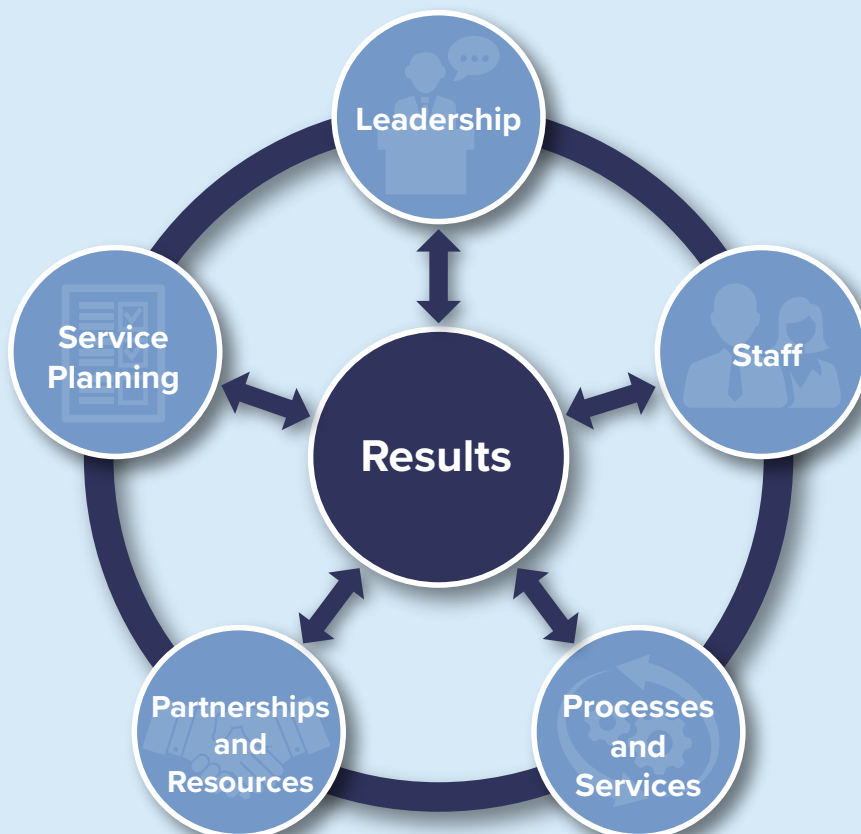 Leadership
Service
Planning
Staff
Results
Partnerships
and
Resources
Processes
and
Services